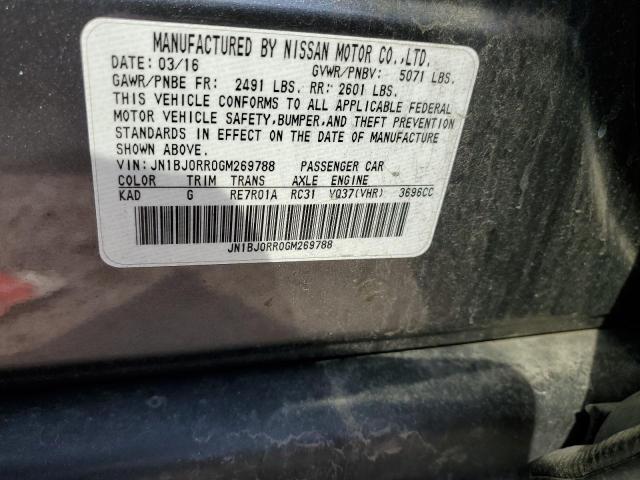 MANUFACTURED BY NISSAN MOTOR CO.,LTD.
DATE: 03/16 GVWR/PNBV: 5071 LBS.
GAWR/PNBE FR: 2491 LBS. RR: 2601 LBS.
THIS VEHICLE CONFORMS TO ALL APPLICABLE FEDERAL
MOTOR VEHICLE SAFETY,BUMPER,AND THEFT PREVENTION
STANDARDS IN EFFECT ON THE DATE OF MANUFACTURE
SHOWN ABOVE.
VIN: JN1BJ0RR0GM269788 PASSENGER CAR
COLOR TRIM TRANS AXLE ENGINE
KAD G RE7R01A RC31 VQ37(VHR) 3696CC
JN1BJ0RR0GM269788